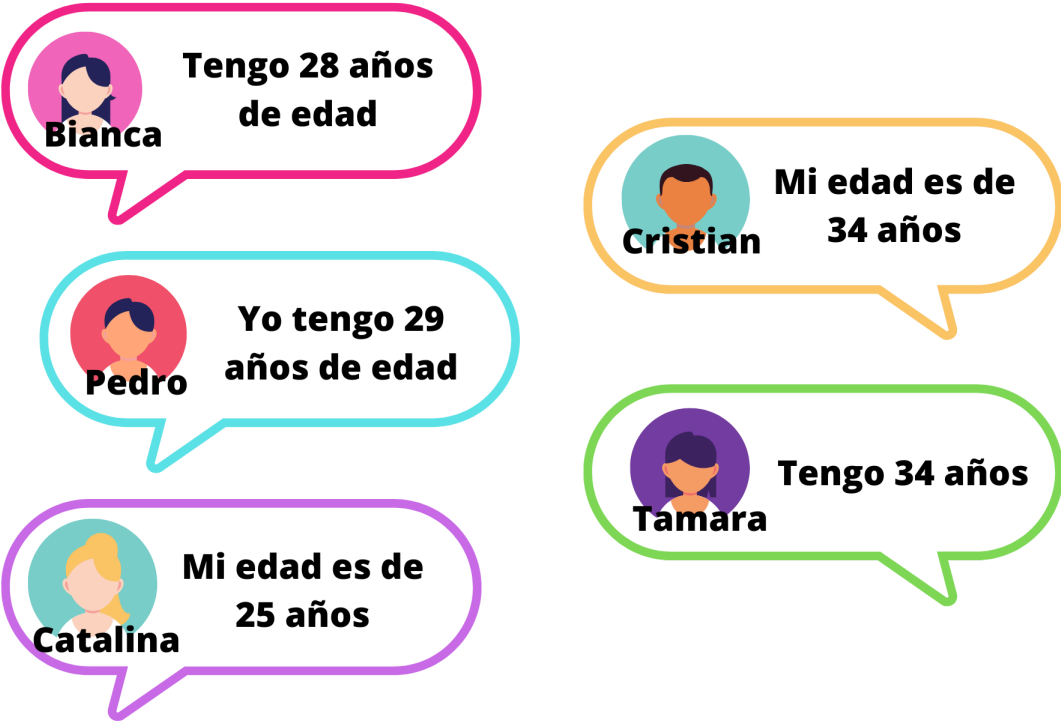 Bianca
Tengo 28 años
de edad
Pedro
Yo tengo 29
años de edad
Catalina
Mi edad es de
25 años
Cristian
Mi edad es de
34 años
Tamara
Tengo 34 años